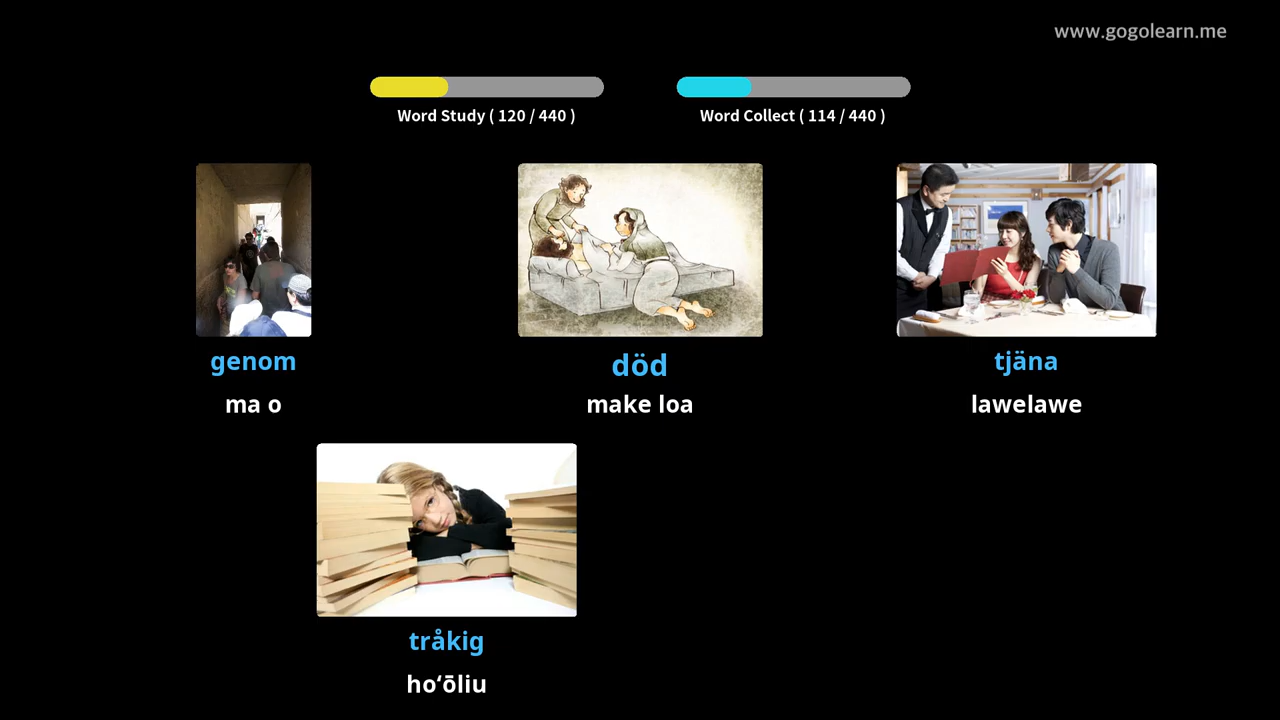 www.gogolearn.me
Word Study ( 120 / 440 )
Word Collect ( 114 / 440 )
genom
död
tjäna
ma o
make loa
lawelawe
tråkig
hoʻōliu